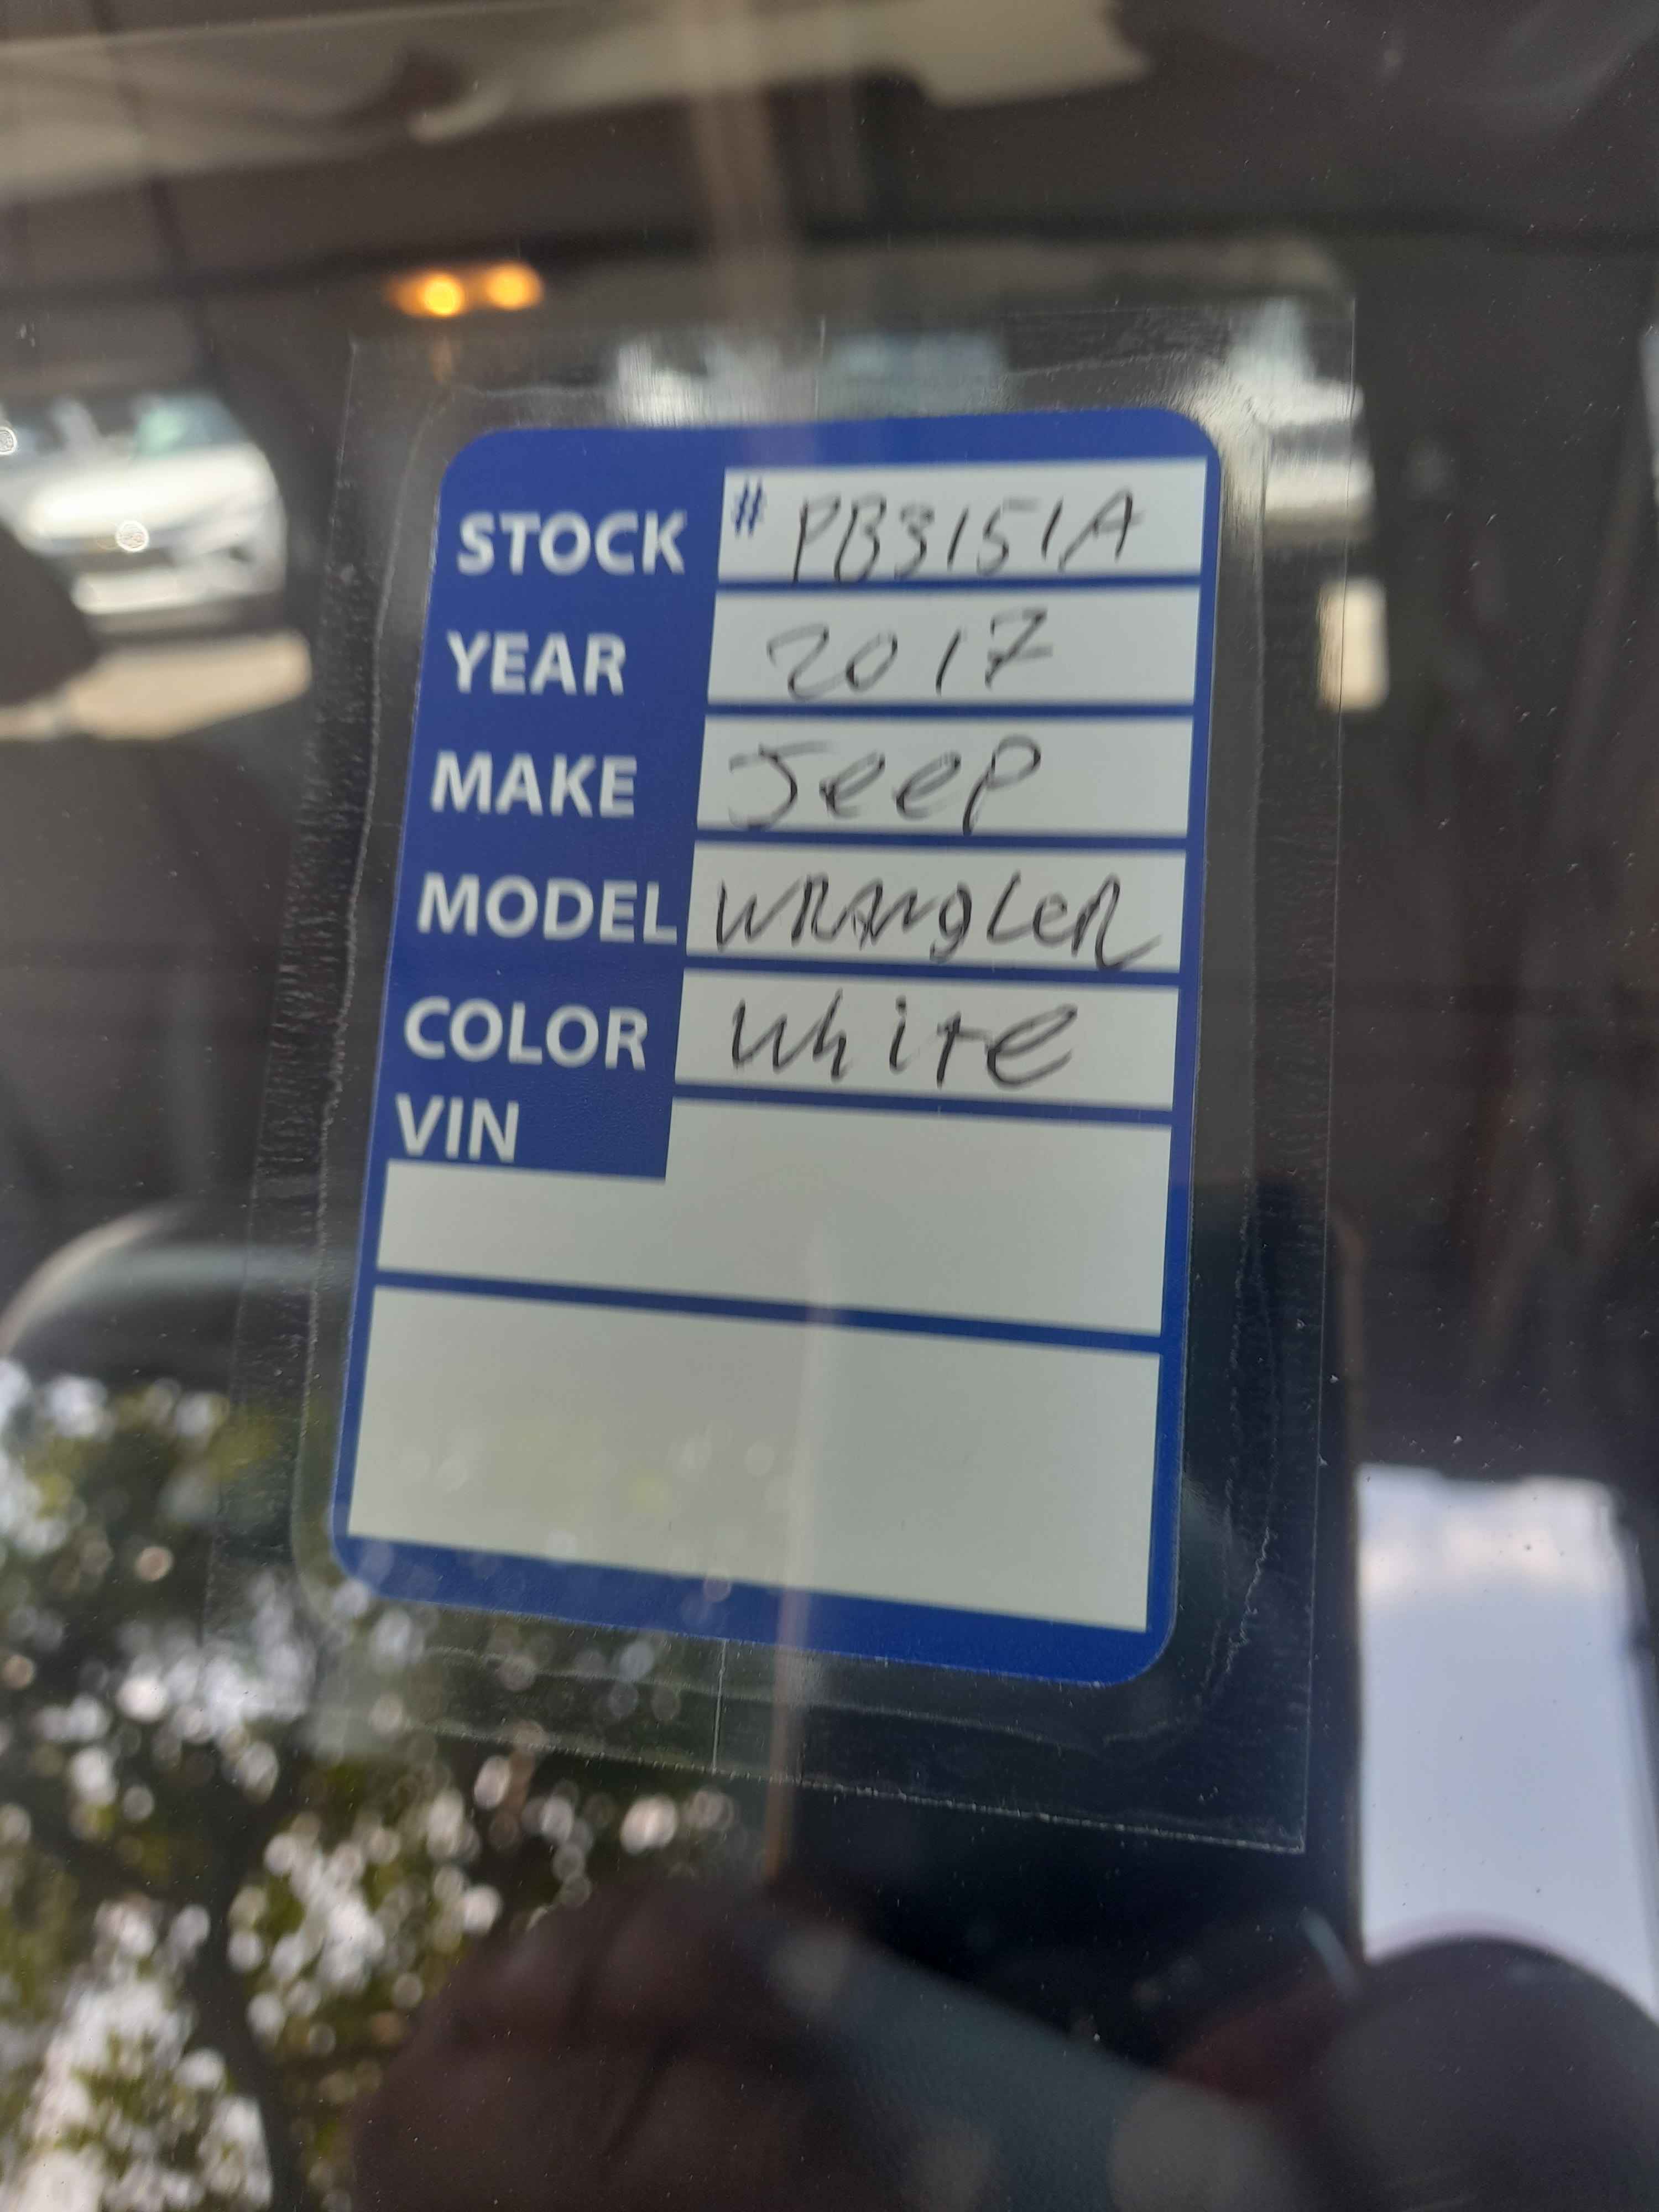 STOCK # PB3151A
YEAR 2017
MAKE Jeep
MODEL WRANgLeR
COLOR White
VIN